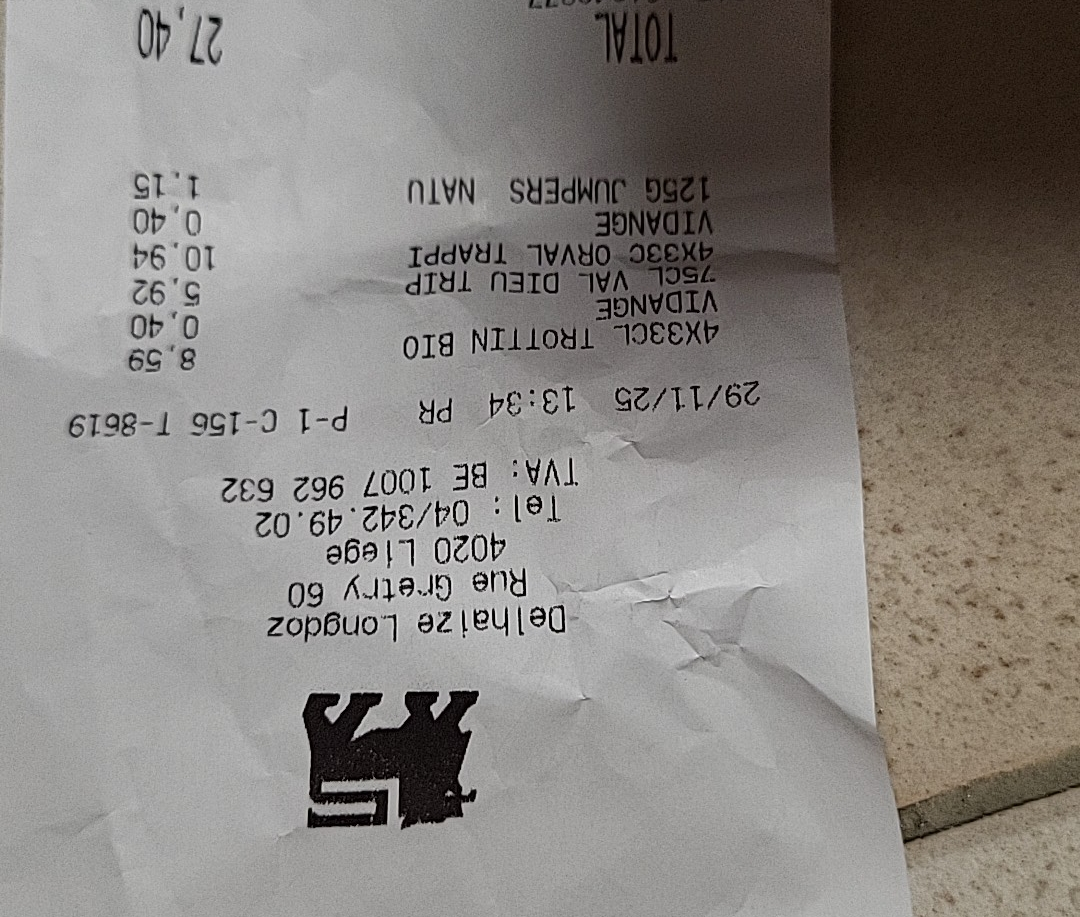 Delhaize Longdoz
Rue Gretry 60
4020 Liege
Tel: 04/342.49.02
TVA: BE 1007 962 632
29/11/25 13:34 PR P-1 C-156 T-8619
4X33CL TROTTIN BIO 8,59
VIDANGE 0,40
75CL VAL DIEU TRIP 5,92
4X33C ORVAL TRAPPI 10,94
VIDANGE 0,40
125G JUMPERS NATU 1,15
TOTAL 27,40